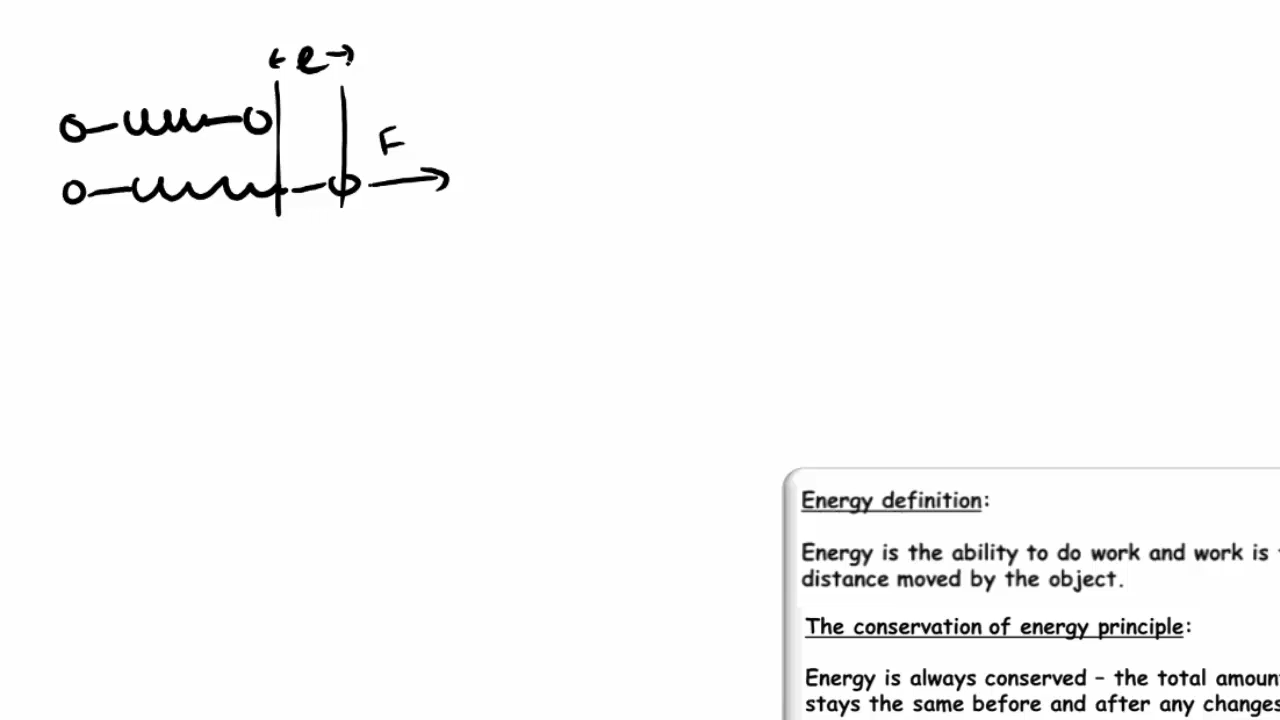 e
F
Energy definition:
Energy is the ability to do work and work is
distance moved by the object.
The conservation of energy principle:
Energy is always conserved – the total amoun
stays the same before and after any changes